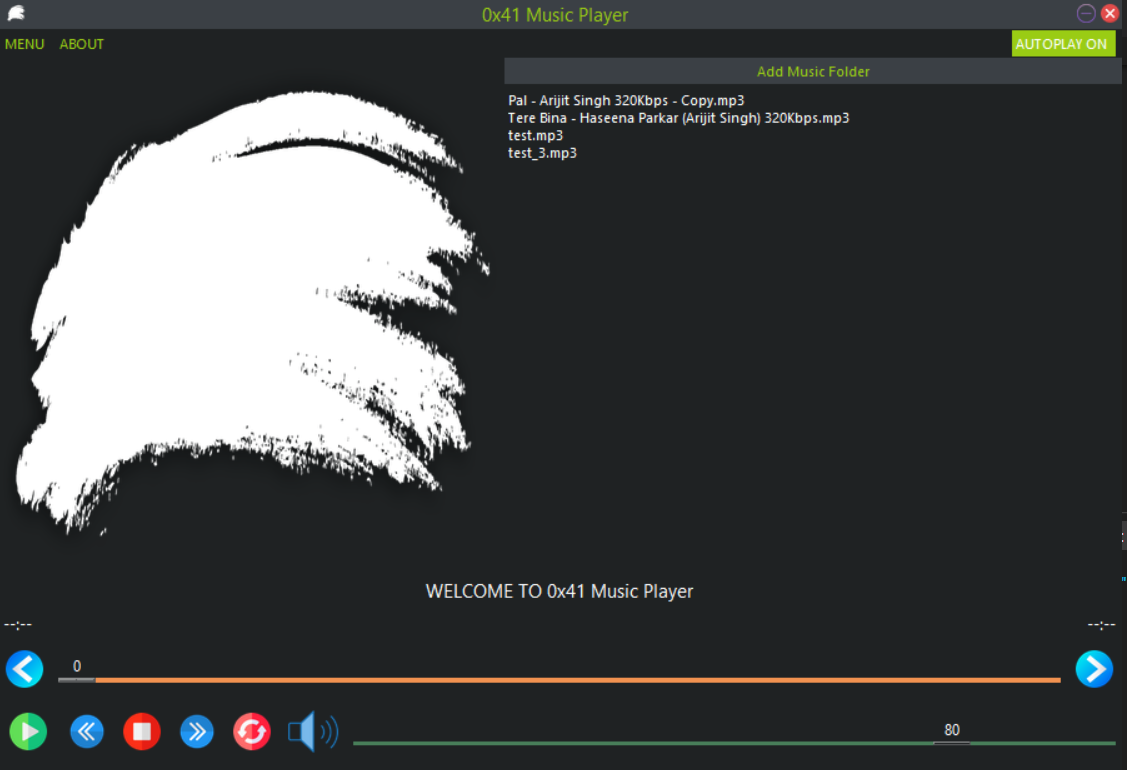 0x41 Music Player
MENU ABOUT AUTOPLAY ON
Add Music Folder
Pal - Arijit Singh 320Kbps - Copy.mp3
Tere Bina - Haseena Parkar (Arijit Singh) 320Kbps.mp3
test.mp3
test_3.mp3
WELCOME TO 0x41 Music Player
--:-- --:--
0
80